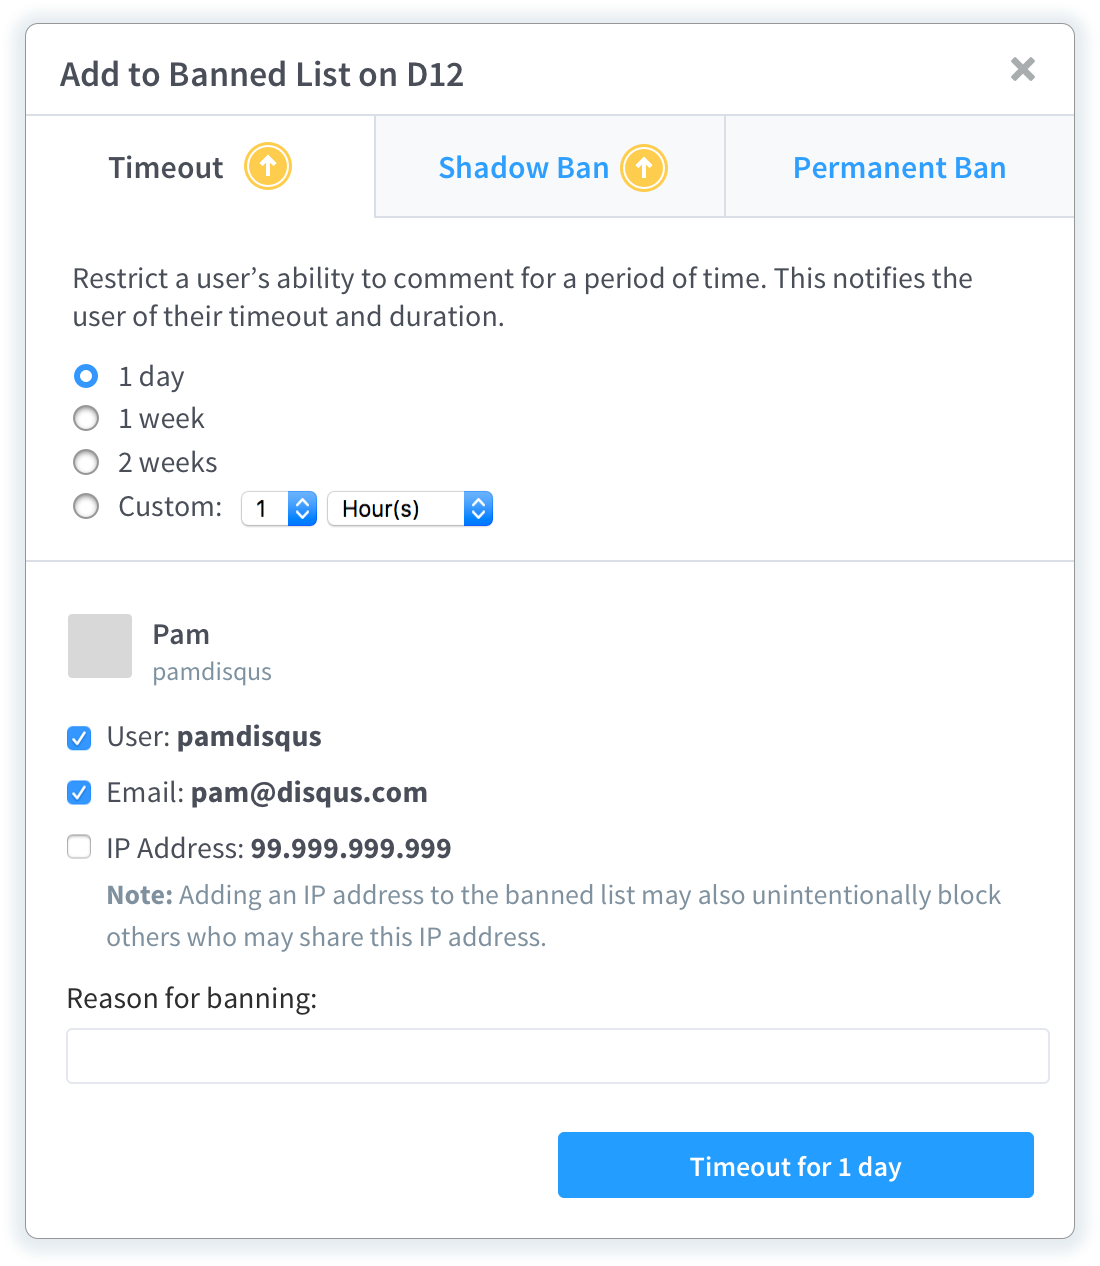 Add to Banned List on D12
Timeout
Shadow Ban
Permanent Ban
Restrict a user’s ability to comment for a period of time. This notifies the
user of their timeout and duration.
1 day
1 week
2 weeks
Custom: 1 Hour(s)
Pam
pamdisqus
User: pamdisqus
Email: pam@disqus.com
IP Address: 99.999.999.999
Note: Adding an IP address to the banned list may also unintentionally block
others who may share this IP address.
Reason for banning:
Timeout for 1 day